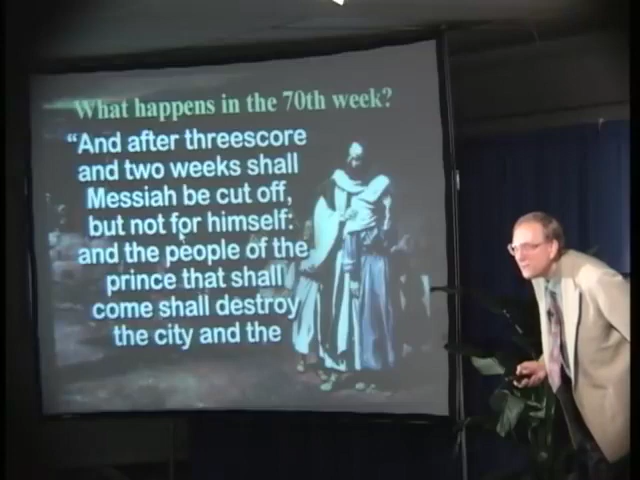 What happens in the 70th week?
“And after threescore
and two weeks shall
Messiah be cut off,
but not for himself:
and the people of the
prince that shall
come shall destroy
the city and the